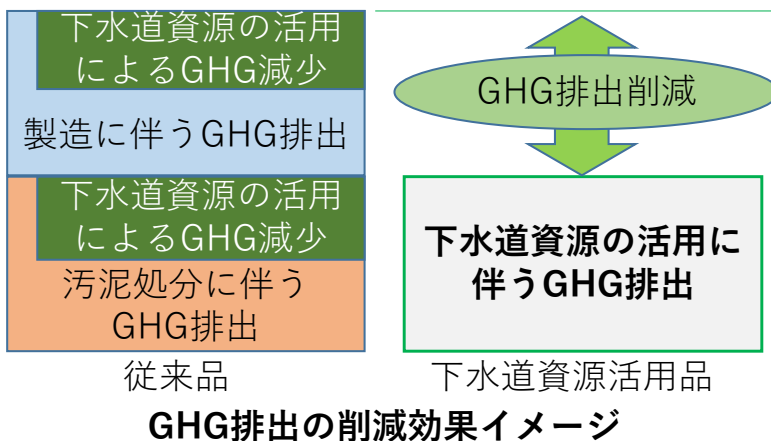 下水道資源の活用
によるGHG減少
製造に伴うGHG排出
下水道資源の活用
によるGHG減少
汚泥処分に伴う
GHG排出
従来品
GHG排出削減
下水道資源の活用に
伴うGHG排出
下水道資源活用品
GHG排出の削減効果イメージ